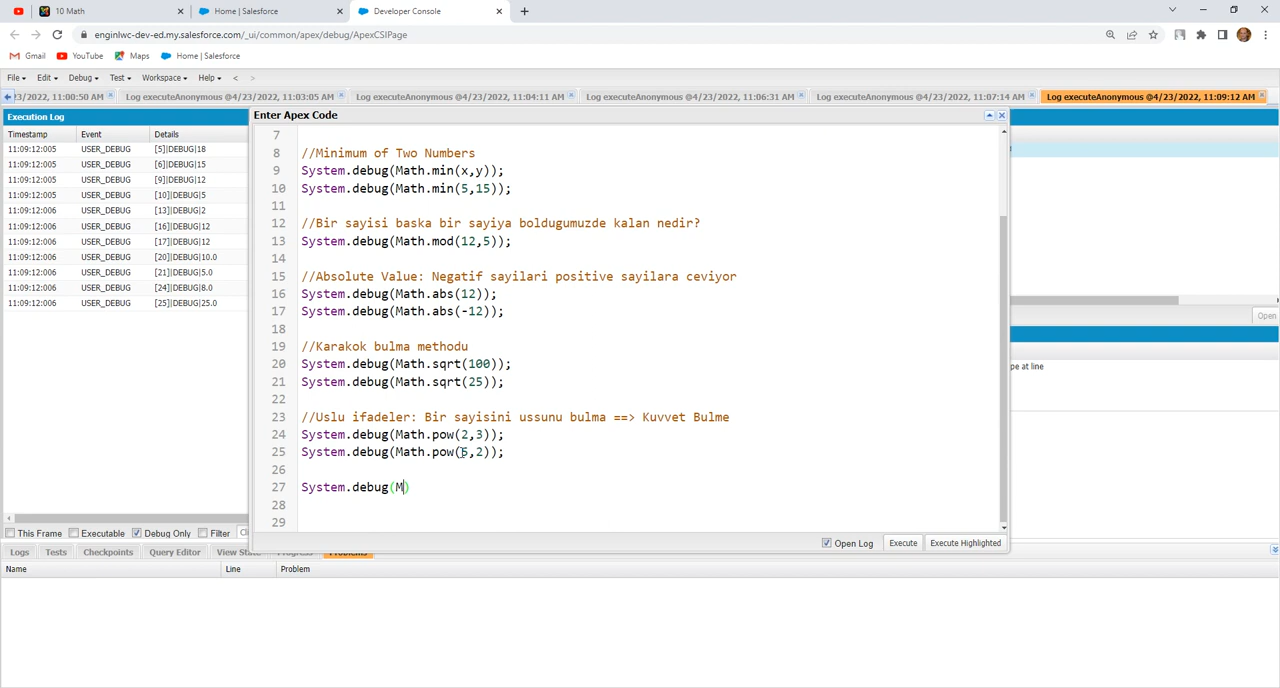 10 Math
Home | Salesforce
Developer Console
enginlwc-dev-ed.my.salesforce.com/_ui/common/apex/debug/ApexCSIPage
Gmail
YouTube
Maps
Home | Salesforce
File
Edit
Debug
Test
Workspace
Help
<
>
23/2022, 11:00:50 AM
Log executeAnonymous @4/23/2022, 11:03:05 AM
Log executeAnonymous @4/23/2022, 11:04:11 AM
Log executeAnonymous @4/23/2022, 11:06:31 AM
Log executeAnonymous @4/23/2022, 11:07:14 AM
Log executeAnonymous @4/23/2022, 11:09:12 AM
Execution Log
Timestamp Event Details
11:09:12:005 USER_DEBUG [5]|DEBUG|18
11:09:12:005 USER_DEBUG [6]|DEBUG|15
11:09:12:005 USER_DEBUG [9]|DEBUG|12
11:09:12:005 USER_DEBUG [10]|DEBUG|5
11:09:12:006 USER_DEBUG [13]|DEBUG|2
11:09:12:006 USER_DEBUG [16]|DEBUG|12
11:09:12:006 USER_DEBUG [17]|DEBUG|12
11:09:12:006 USER_DEBUG [20]|DEBUG|10.0
11:09:12:006 USER_DEBUG [21]|DEBUG|5.0
11:09:12:006 USER_DEBUG [24]|DEBUG|8.0
11:09:12:006 USER_DEBUG [25]|DEBUG|25.0
Enter Apex Code
7
8 //Minimum of Two Numbers
9 System.debug(Math.min(x,y));
10 System.debug(Math.min(5,15));
11
12 //Bir sayisi baska bir sayiya boldugumuzde kalan nedir?
13 System.debug(Math.mod(12,5));
14
15 //Absolute Value: Negatif sayilari positive sayilara ceviyor
16 System.debug(Math.abs(12));
17 System.debug(Math.abs(-12));
18
19 //Karakok bulma methodu
20 System.debug(Math.sqrt(100));
21 System.debug(Math.sqrt(25));
22
23 //Uslu ifadeler: Bir sayisini ussunu bulma ==> Kuvvet Bulme
24 System.debug(Math.pow(2,3));
25 System.debug(Math.pow(5,2));
26
27 System.debug(M)
28
29
Open Log
Execute
Execute Highlighted
Open
pe at line
This Frame
Executable
Debug Only
Filter
Logs
Tests
Checkpoints
Query Editor
View State
Progress
Problems
Name Line Problem